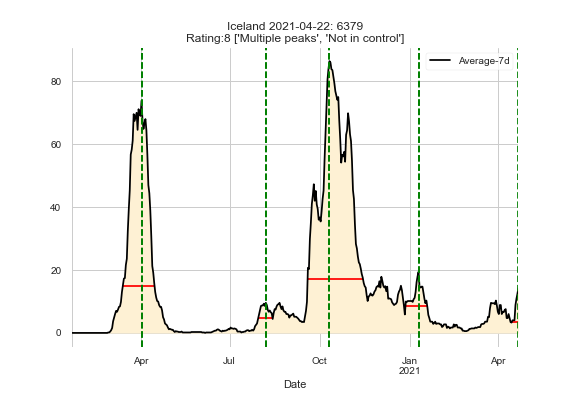 Iceland 2021-04-22: 6379
Rating:8 ['Multiple peaks', 'Not in control']
Average-7d
80
60
40
20
0
Apr
Jul
Oct
Jan
2021
Apr
Date